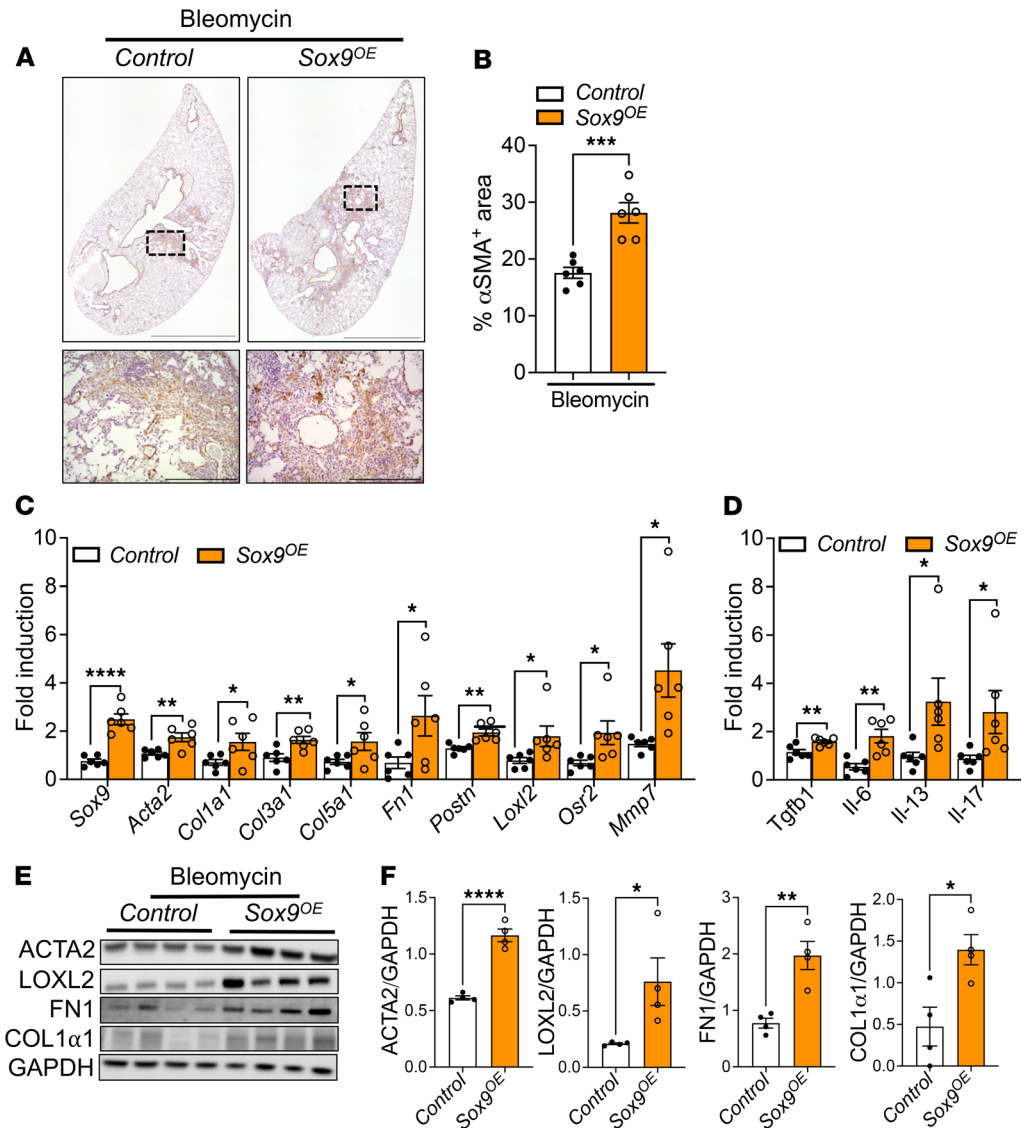 Bleomycin
A
Control
Sox9OE
B
Control
Sox9OE
***
40
30
20
10
0
% αSMA+ area
Bleomycin
C
Control
Sox9OE
Fold induction
10
8
6
4
2
0
****
**
*
**
*
*
**
*
*
*
Sox9
Acta2
Col1a1
Col3a1
Col5a1
Fn1
Postn
Loxl2
Osr2
Mmp7
D
Control
Sox9OE
Fold induction
10
8
6
4
2
0
**
**
*
*
Tgfb1
Il-6
Il-13
Il-17
E
Bleomycin
Control
Sox9OE
ACTA2
LOXL2
FN1
COL1α1
GAPDH
F
ACTA2/GAPDH
1.5
1.0
0.5
0.0
****
Control
Sox9OE
LOXL2/GAPDH
1.5
1.0
0.5
0.0
*
Control
Sox9OE
FN1/GAPDH
3
2
1
0
**
Control
Sox9OE
COL1α1/GAPDH
2.0
1.5
1.0
0.5
0.0
*
Control
Sox9OE